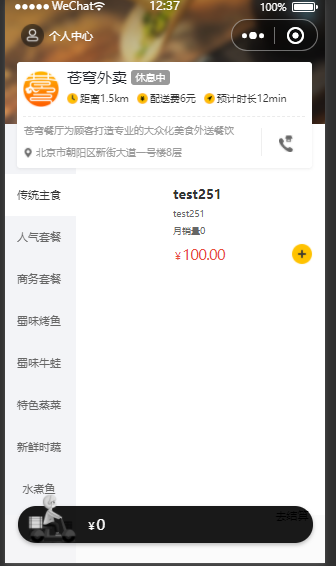 WeChat
12:37
100%
个人中心
苍穹外卖 休息中
距离1.5km 配送费6元 预计时长12min
苍穹餐厅为顾客打造专业的大众化美食外送餐饮
北京市朝阳区新街大道一号楼8层
传统主食
人气套餐
商务套餐
蜀味烤鱼
蜀味牛蛙
特色蒸菜
新鲜时蔬
水煮鱼
test251
test251
月销量0
¥100.00
¥0
去结算